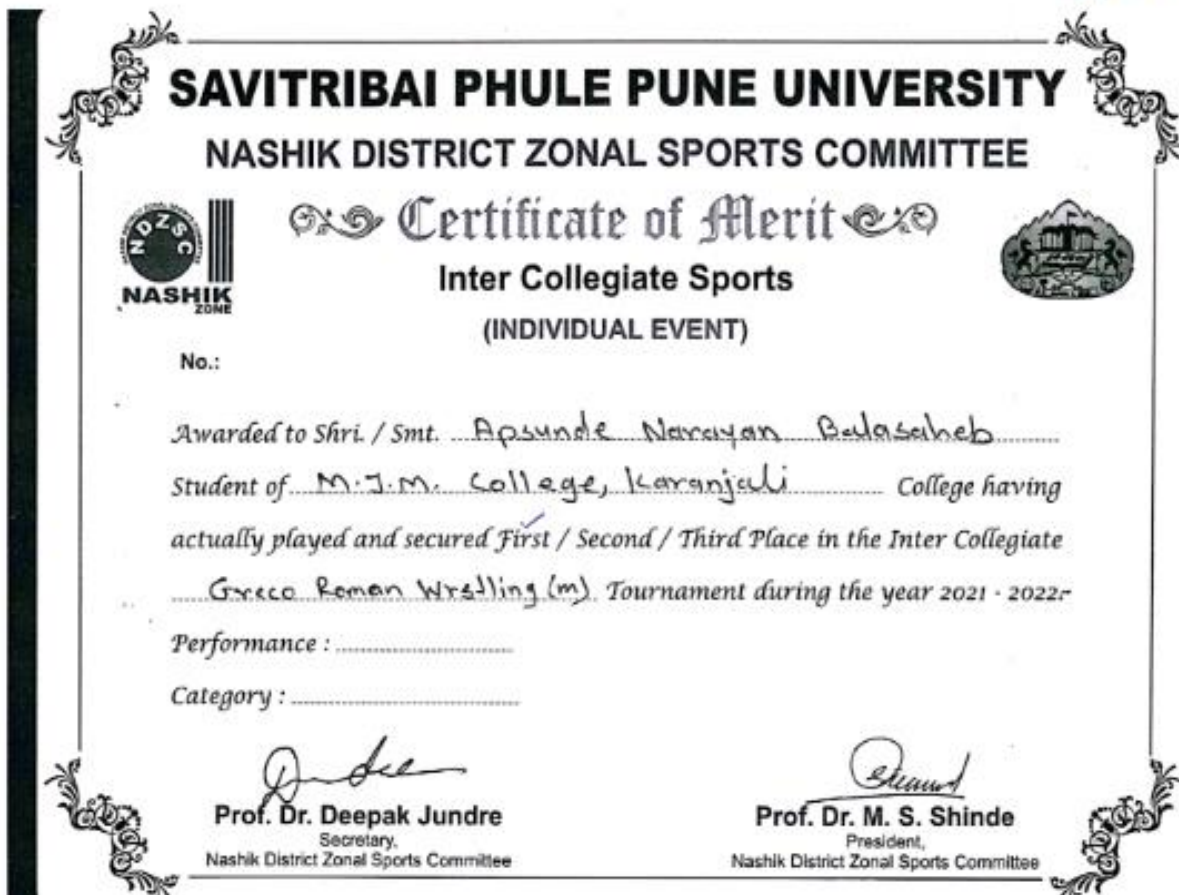 SAVITRIBAI PHULE PUNE UNIVERSITY
NASHIK DISTRICT ZONAL SPORTS COMMITTEE
Certificate of Merit
NDZSC
NASHIK
ZONE
Inter Collegiate Sports
(INDIVIDUAL EVENT)
No.:
Awarded to Shri. / Smt. Apsunde Narayan Balasaheb
Student of M.J.M. College, Karanjali College having
actually played and secured First / Second / Third Place in the Inter Collegiate
Greco Roman Wrstling (m) Tournament during the year 2021 - 2022.
Performance :
Category :
Prof. Dr. Deepak Jundre
Secretary,
Nashik District Zonal Sports Committee
Prof. Dr. M. S. Shinde
President,
Nashik District Zonal Sports Committee